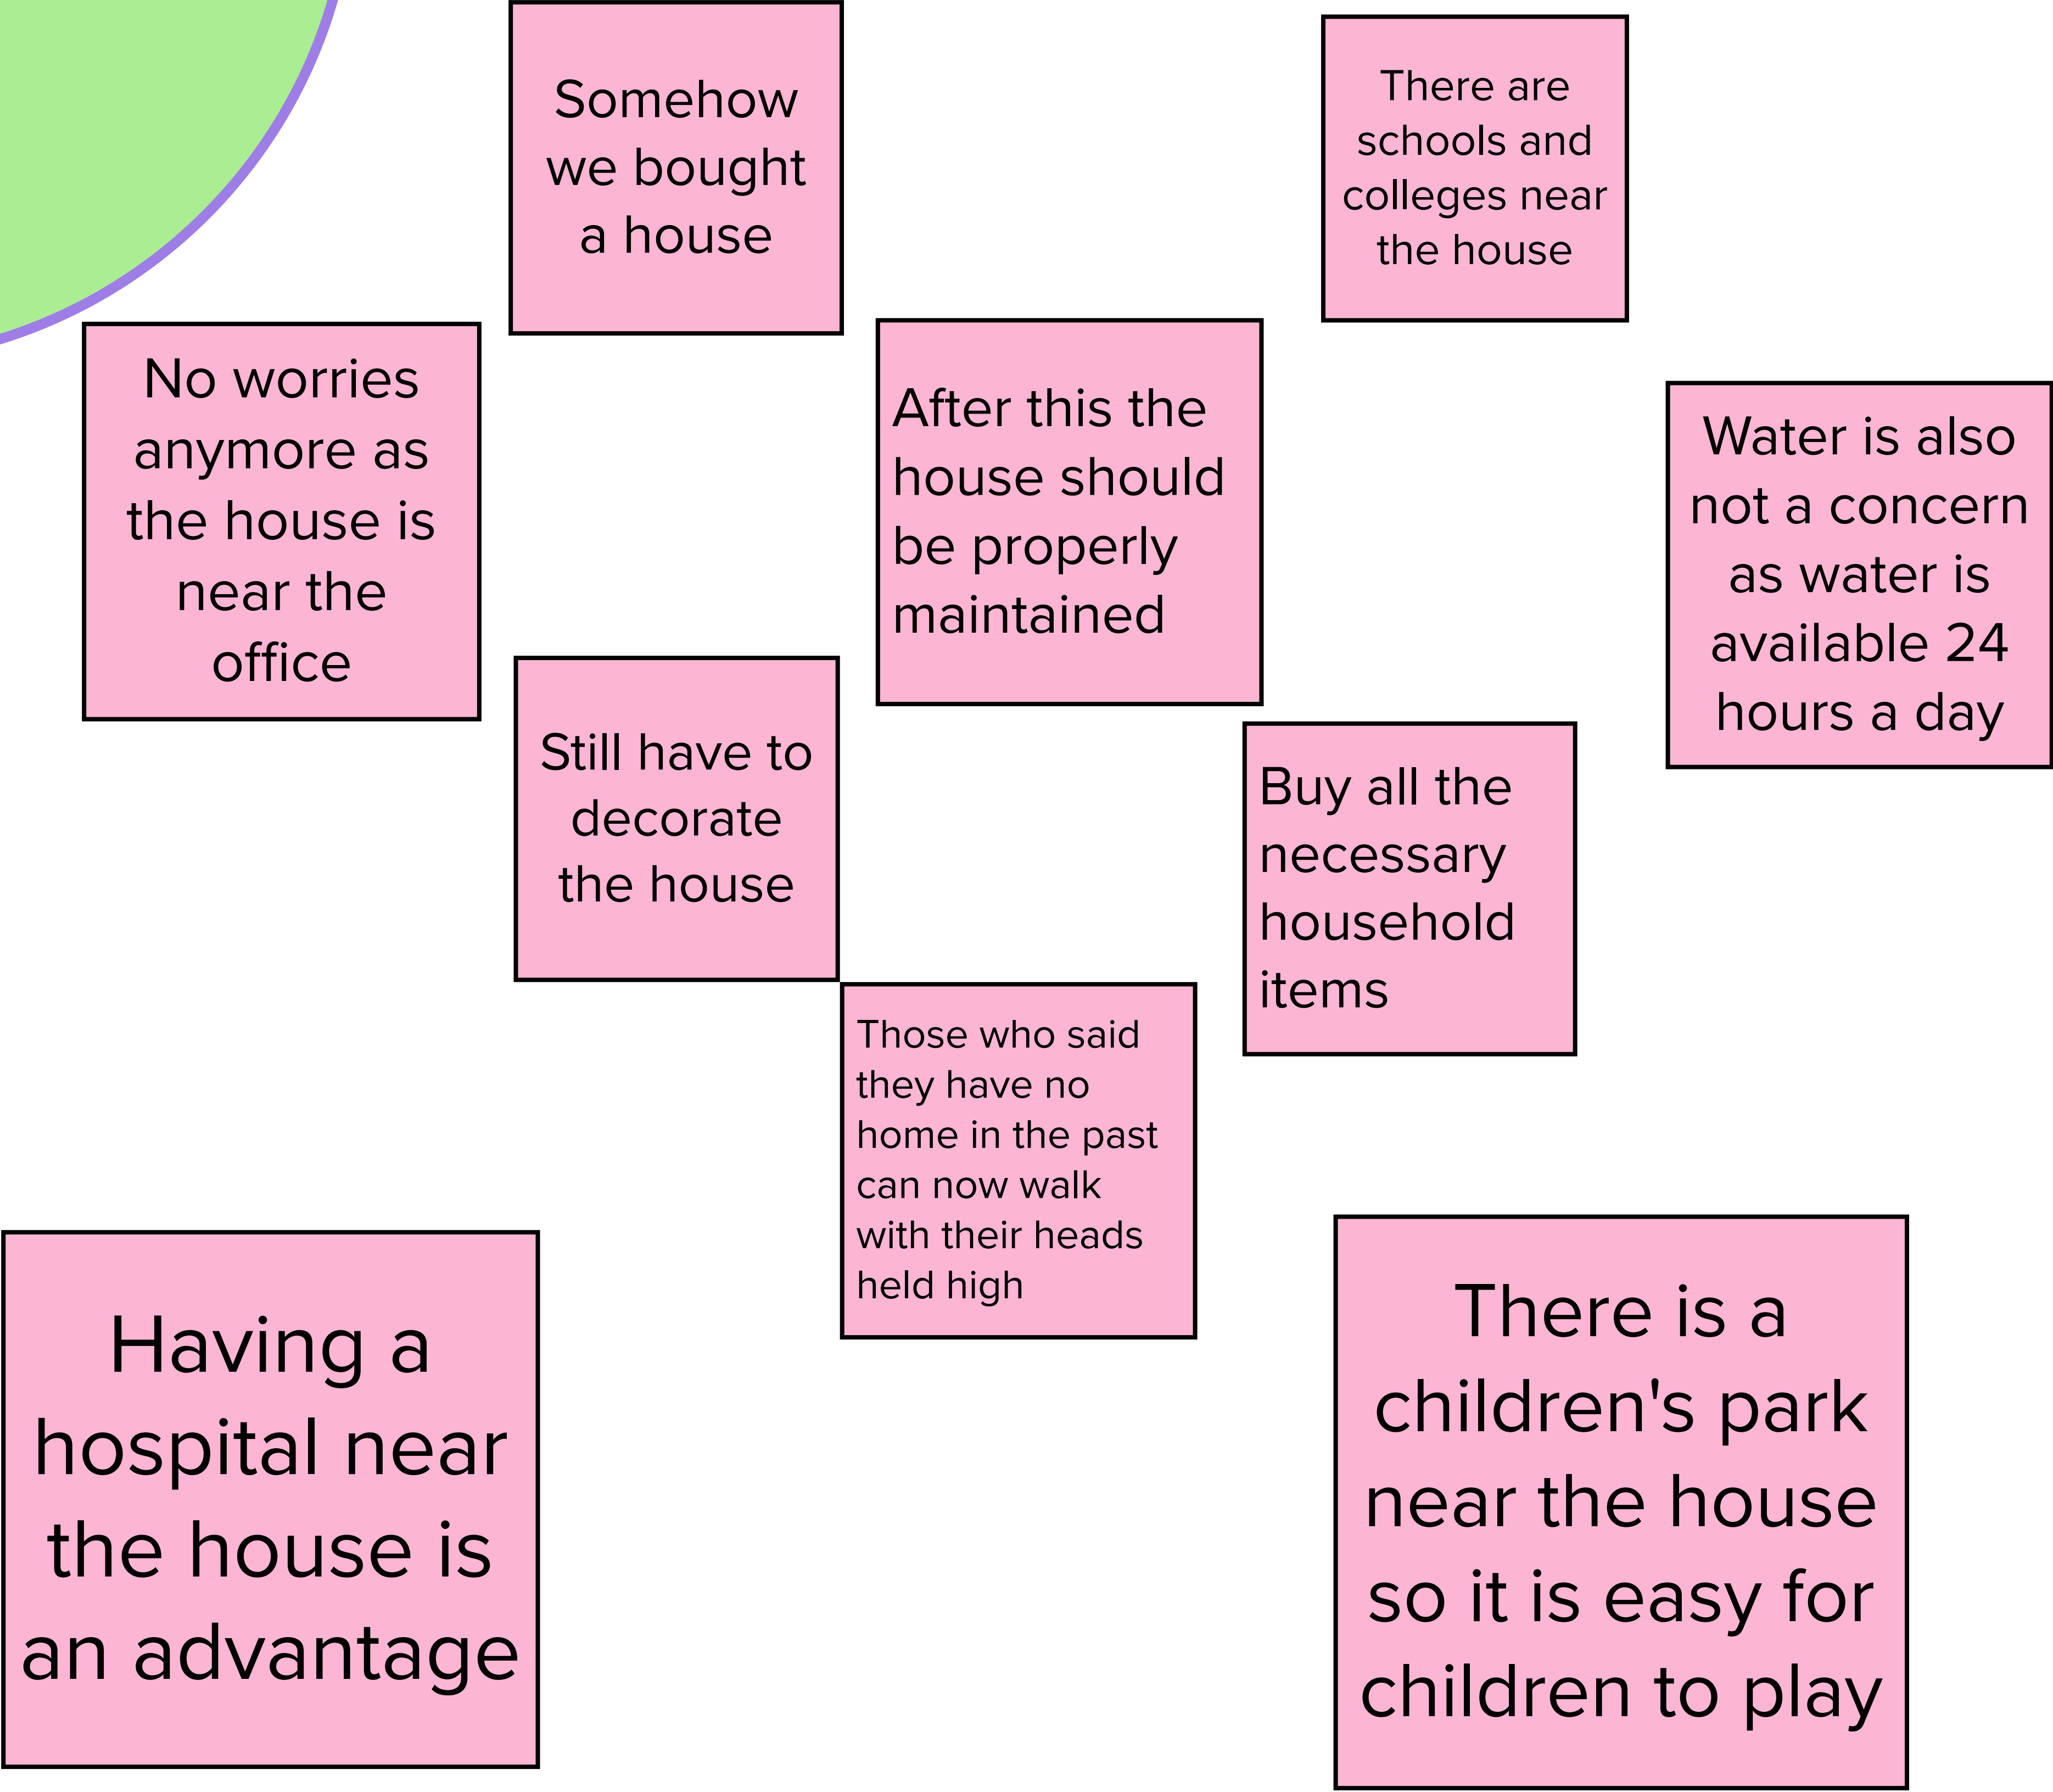 Somehow
we bought
a house
There are
schools and
colleges near
the house
No worries
anymore as
the house is
near the
office
After this the
house should
be properly
maintained
Water is also
not a concern
as water is
available 24
hours a day
Still have to
decorate
the house
Buy all the
necessary
household
items
Those who said
they have no
home in the past
can now walk
with their heads
held high
Having a
hospital near
the house is
an advantage
There is a
children's park
near the house
so it is easy for
children to play